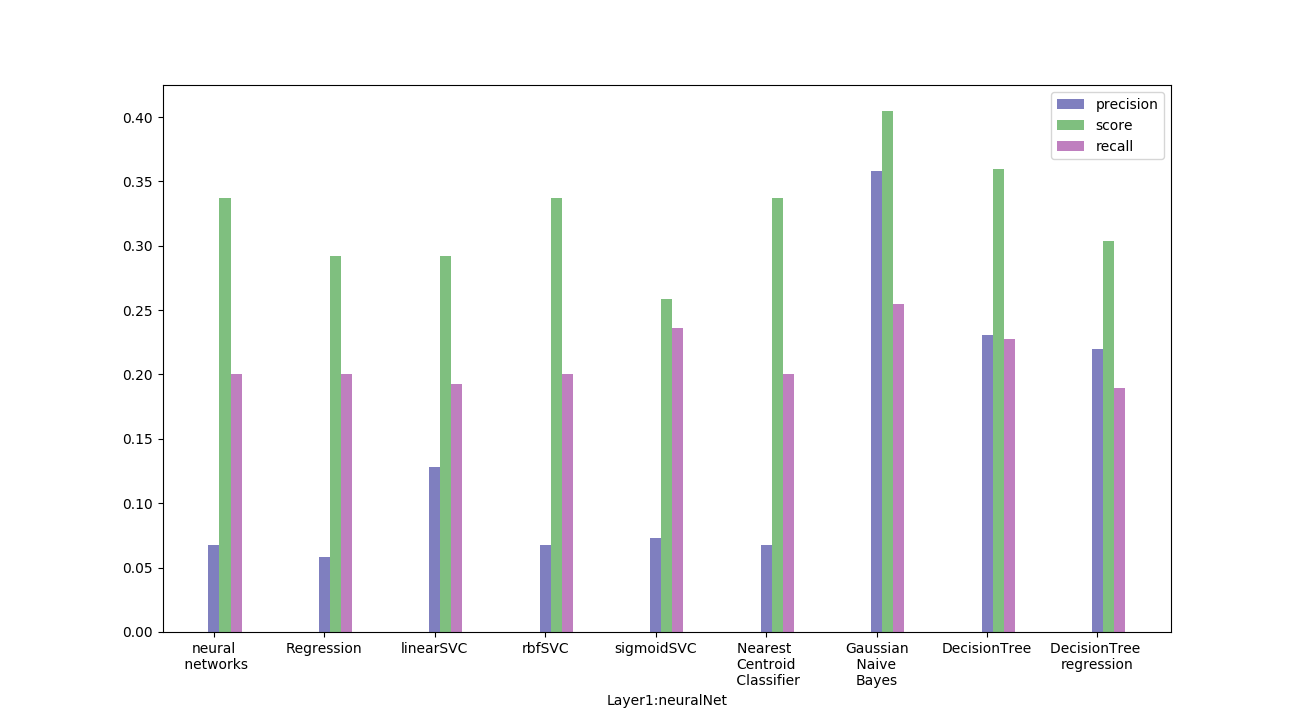 precision
score
recall
0.40
0.35
0.30
0.25
0.20
0.15
0.10
0.05
0.00
neural
networks
Regression
linearSVC
rbfSVC
sigmoidSVC
Nearest
Centroid
Classifier
Gaussian
Naive
Bayes
DecisionTree
DecisionTree
regression
Layer1:neuralNet